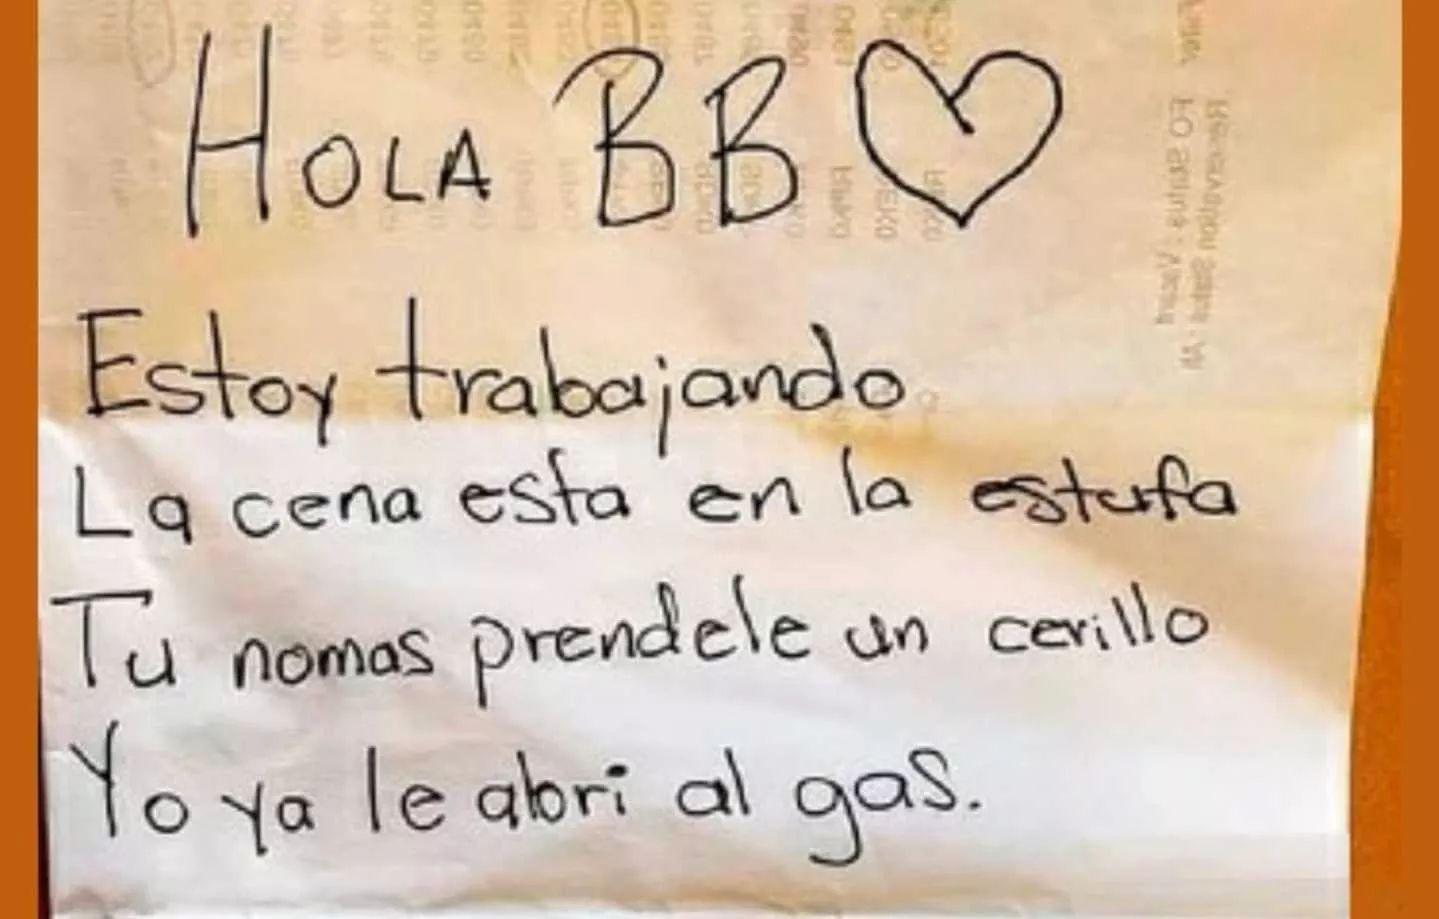 HOLA BB
Estoy trabajando
La cena esta en la estufa
Tu nomas prendele un cerillo
Yo ya le abri al gas.